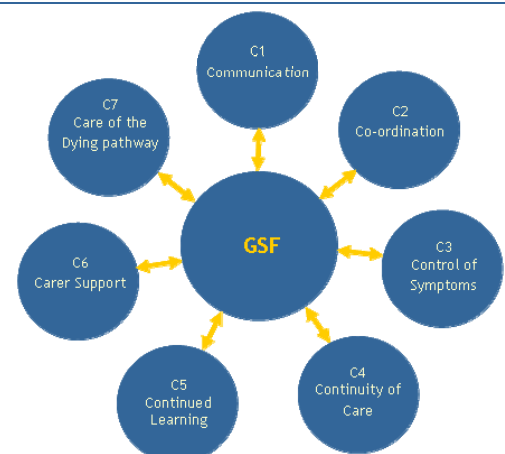 C1
Communication
C2
Co-ordination
C3
Control of
Symptoms
C4
Continuity of
Care
C5
Continued
Learning
C6
Carer Support
C7
Care of the
Dying pathway
GSF